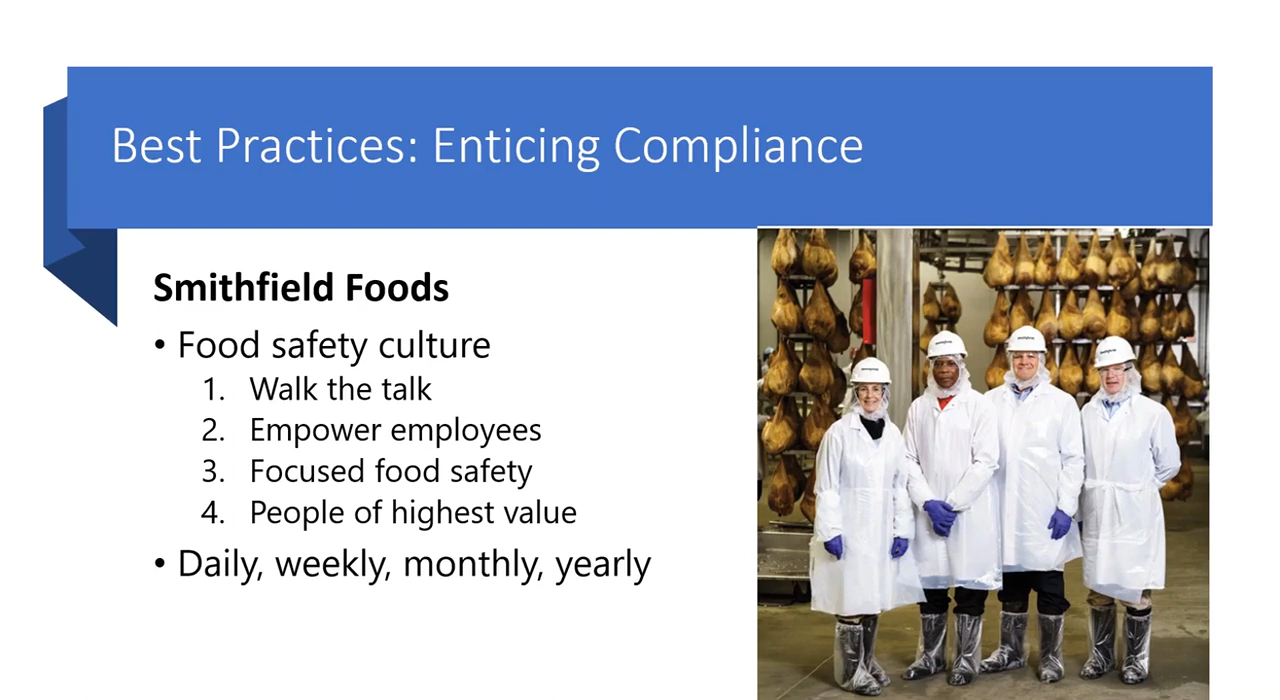 Best Practices: Enticing Compliance
Smithfield Foods
• Food safety culture
1. Walk the talk
2. Empower employees
3. Focused food safety
4. People of highest value
• Daily, weekly, monthly, yearly